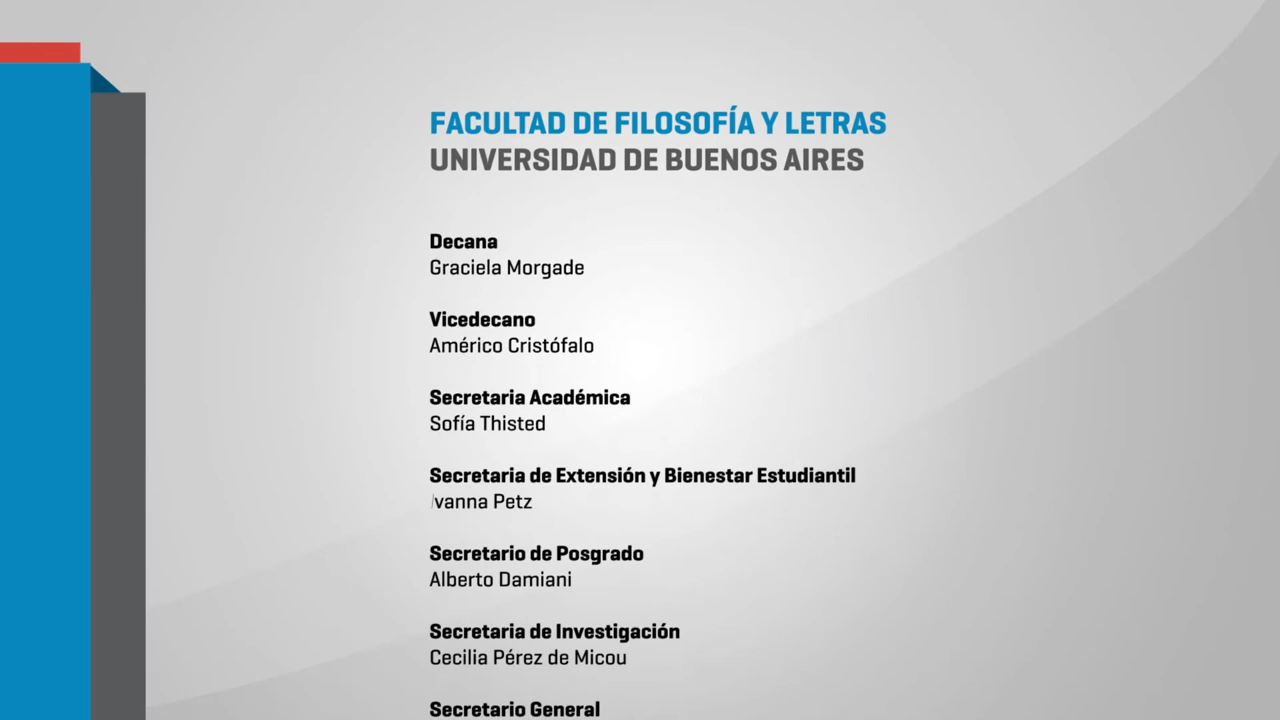 FACULTAD DE FILOSOFÍA Y LETRAS
UNIVERSIDAD DE BUENOS AIRES
Decana
Graciela Morgade
Vicedecano
Américo Cristófalo
Secretaria Académica
Sofía Thisted
Secretaria de Extensión y Bienestar Estudiantil
Ivanna Petz
Secretario de Posgrado
Alberto Damiani
Secretaria de Investigación
Cecilia Pérez de Micou
Secretario General